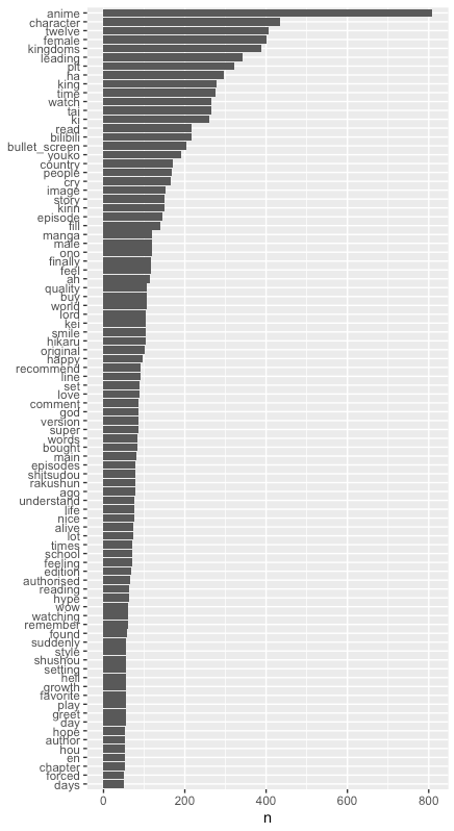 anime
character
twelve
female
kingdoms
leading
plt
ha
king
time
watch
tai
ki
read
bilibili
bullet_screen
youko
country
people
cry
image
story
kirin
episode
fill
manga
male
ono
finally
feel
ah
quality
buy
world
lord
kei
smile
hikaru
original
happy
recommend
line
set
love
comment
god
version
super
words
bought
main
episodes
shitsudou
rakushun
ago
understand
life
nice
alive
lot
times
school
feeling
edition
authorised
reading
hype
wow
watching
remember
found
suddenly
style
shushou
setting
hell
growth
favorite
play
greet
day
hope
author
hou
en
chapter
forced
days
0 200 400 600 800
n